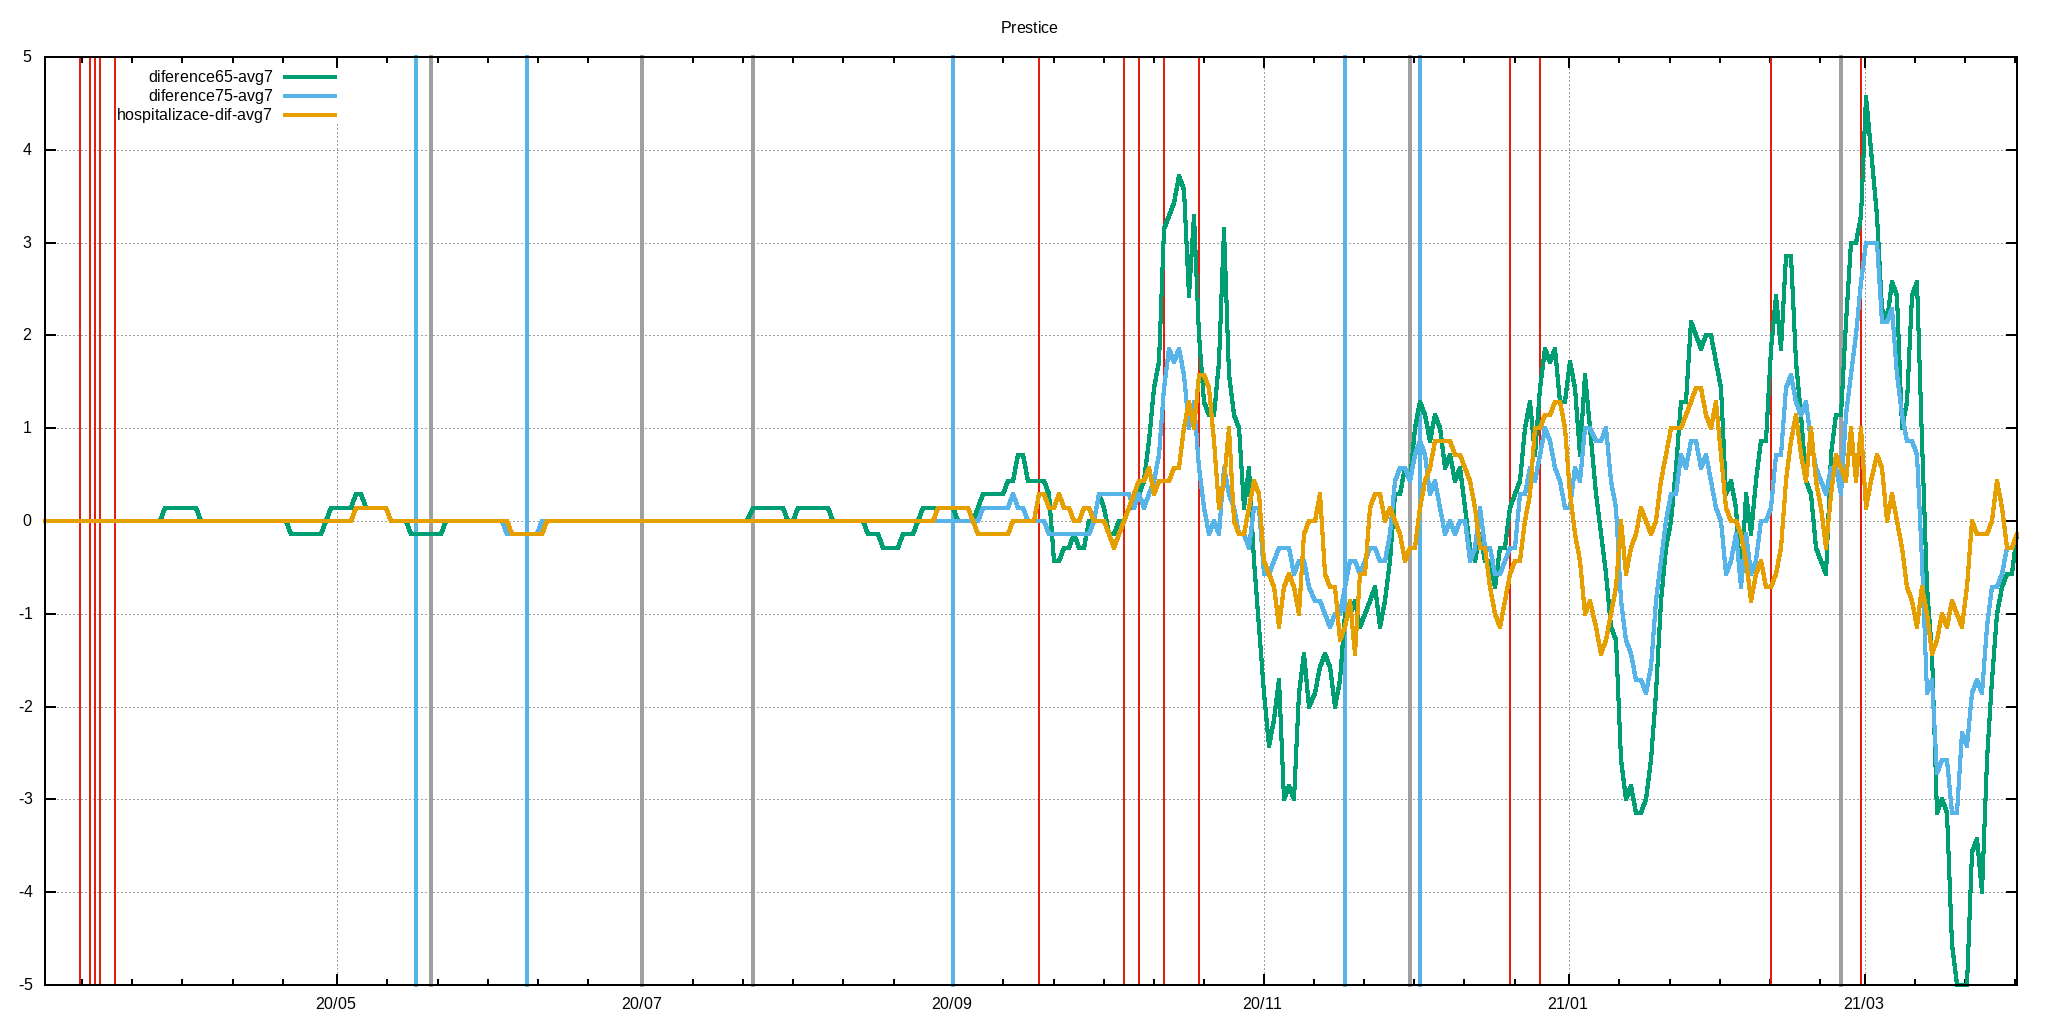 Prestice
diference65-avg7
diference75-avg7
hospitalizace-dif-avg7
5
4
3
2
1
0
-1
-2
-3
-4
-5
20/05 20/07 20/09 20/11 21/01 21/03